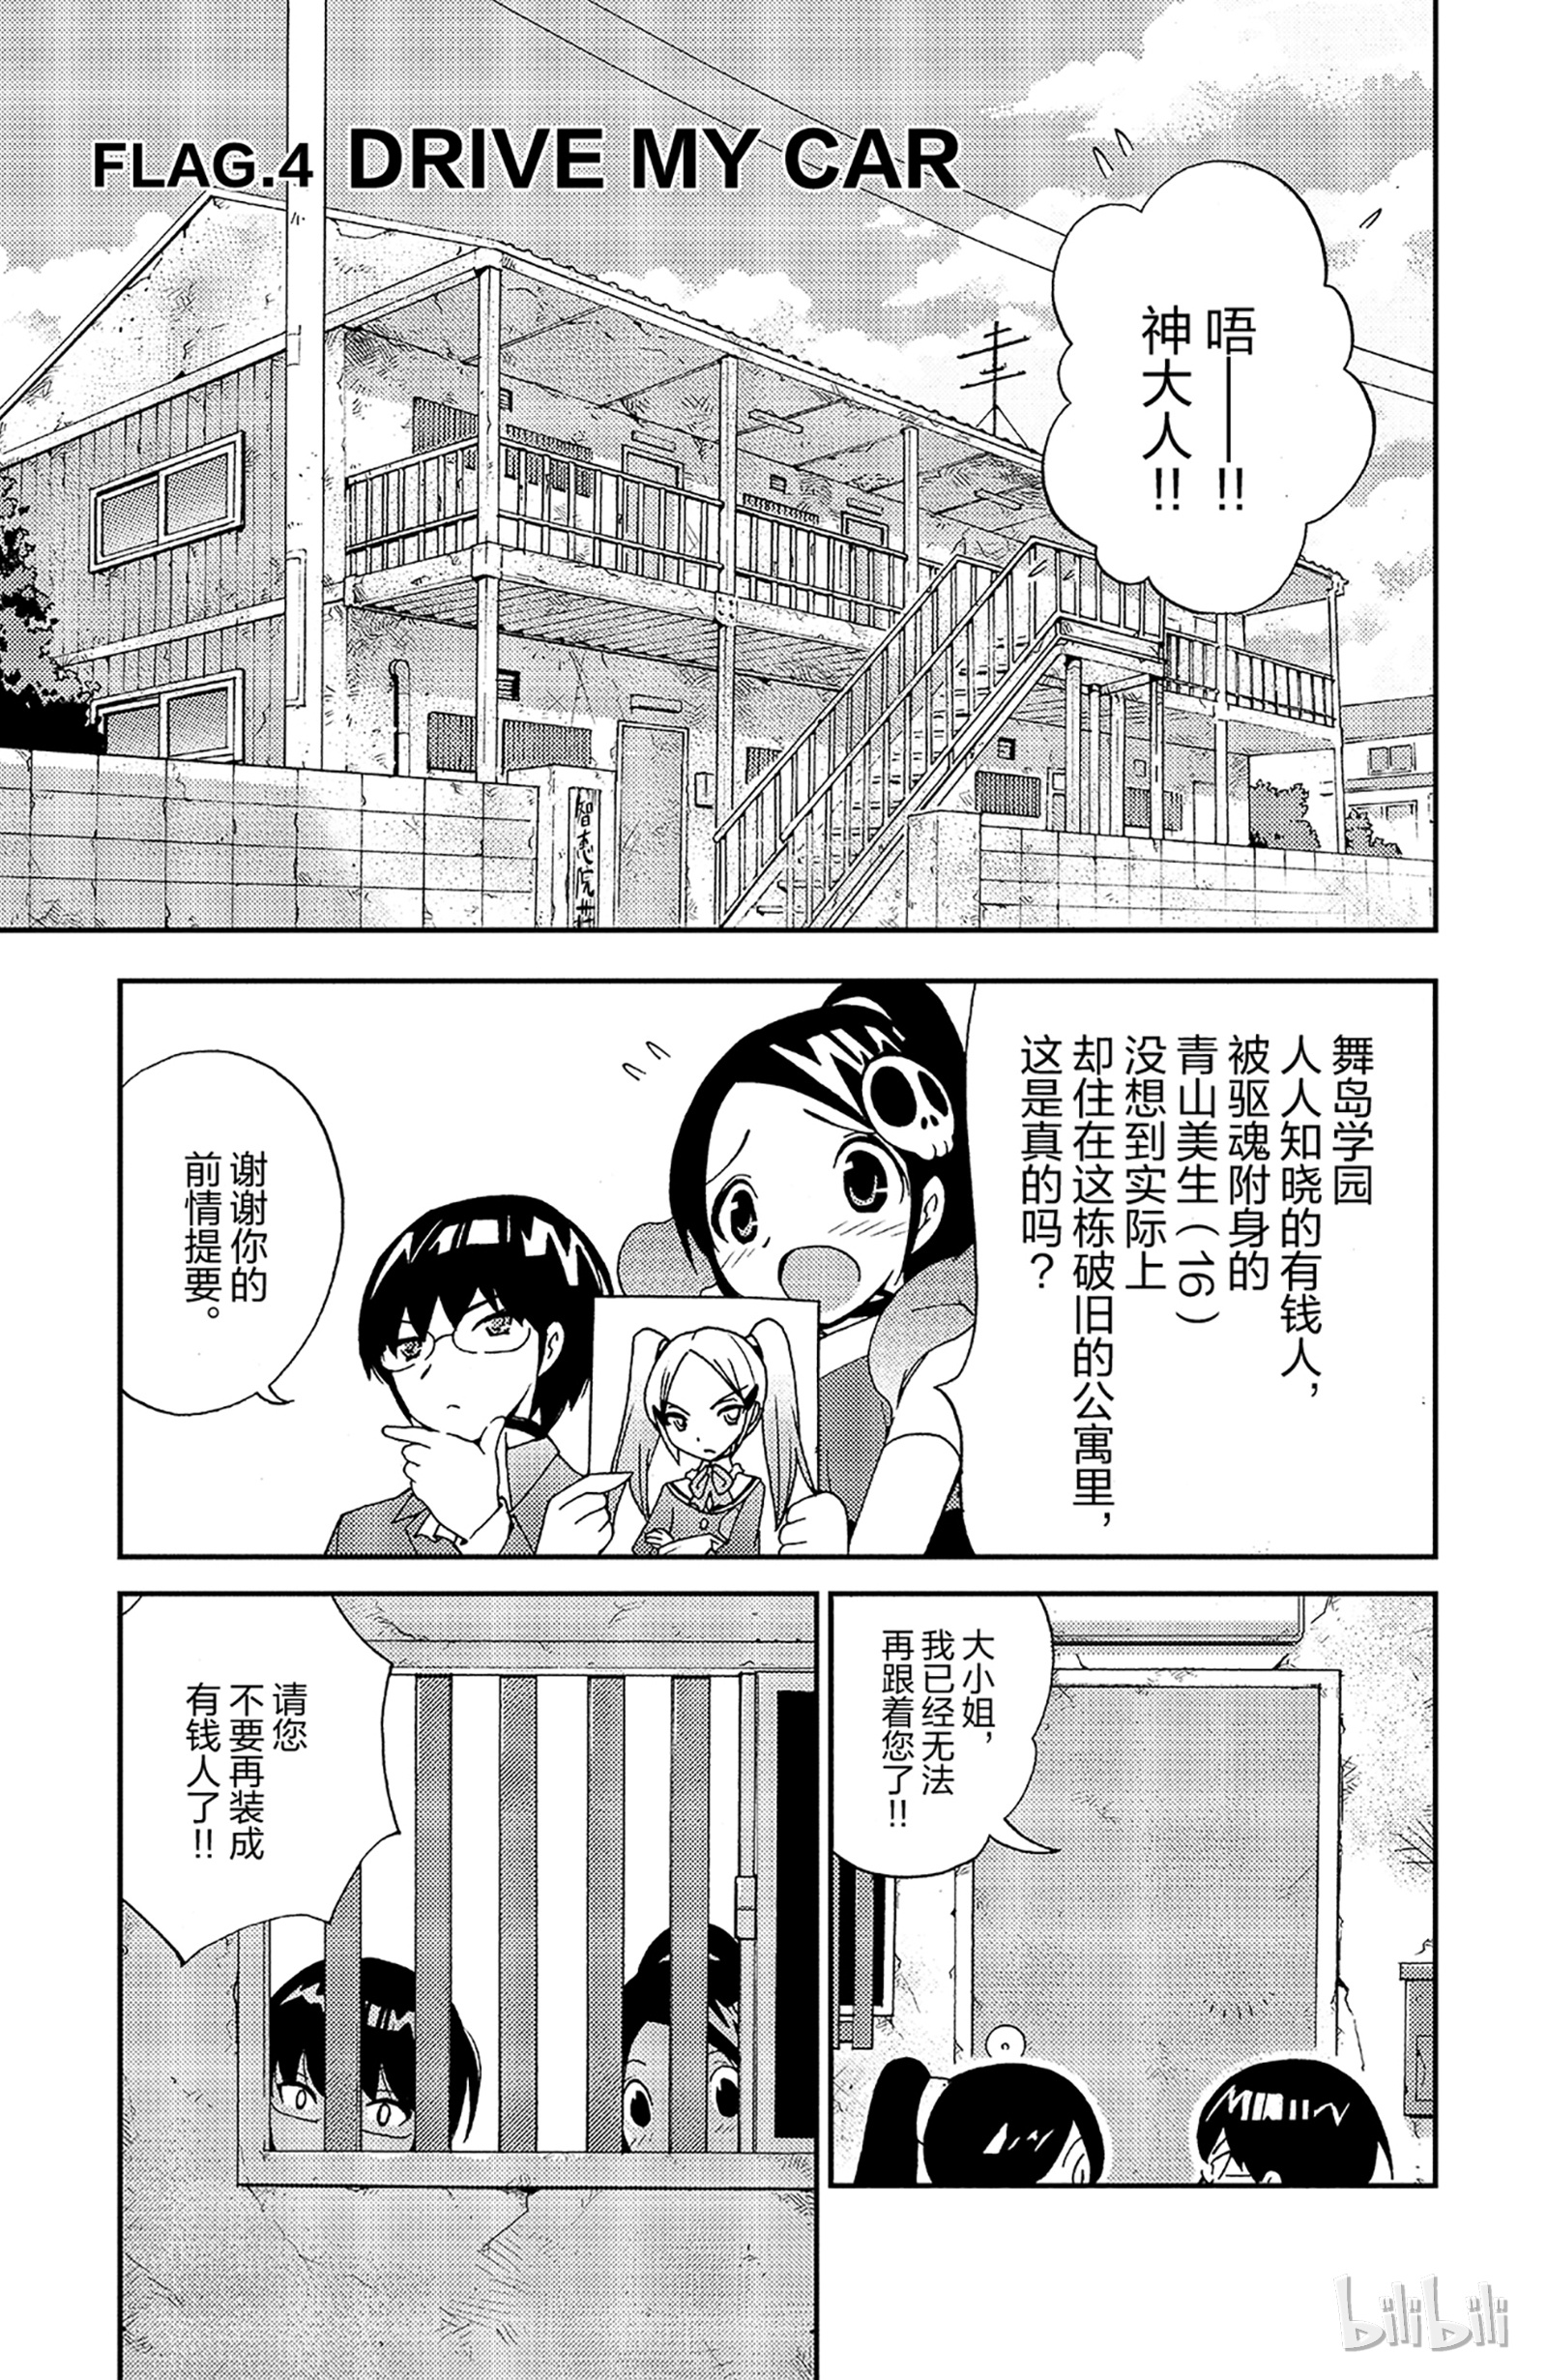 FLAG.4 DRIVE MY CAR
唔——!!
神大人!!
智恵院荘
舞岛学园
人人知晓的有钱人，
被驱魂附身的
青山美生（16）
没想到实际上
却住在这栋破旧的公寓里，
这是真的吗？
谢谢你的
前情提要。
大小姐，
我已经无法
再跟着您了!!
请您
不要再装成
有钱人了!!
bilibili